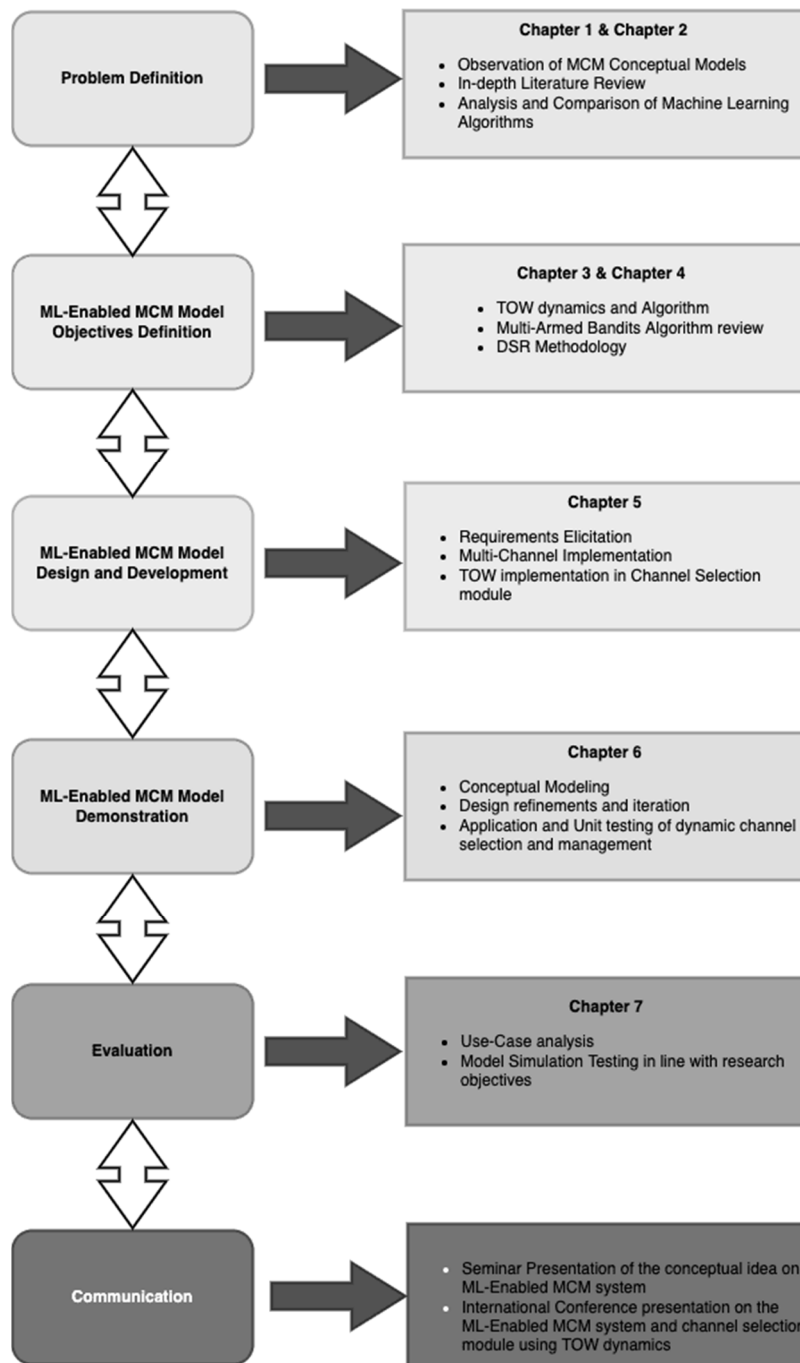 Problem Definition
Chapter 1 & Chapter 2
• Observation of MCM Conceptual Models
• In-depth Literature Review
• Analysis and Comparison of Machine Learning
Algorithms
ML-Enabled MCM Model
Objectives Definition
Chapter 3 & Chapter 4
• TOW dynamics and Algorithm
• Multi-Armed Bandits Algorithm review
• DSR Methodology
ML-Enabled MCM Model
Design and Development
Chapter 5
• Requirements Elicitation
• Multi-Channel Implementation
• TOW implementation in Channel Selection
module
ML-Enabled MCM Model
Demonstration
Chapter 6
• Conceptual Modeling
• Design refinements and iteration
• Application and Unit testing of dynamic channel
selection and management
Evaluation
Chapter 7
• Use-Case analysis
• Model Simulation Testing in line with research
objectives
Communication
• Seminar Presentation of the conceptual idea on
ML-Enabled MCM system
• International Conference presentation on the
ML-Enabled MCM system and channel selection
module using TOW dynamics